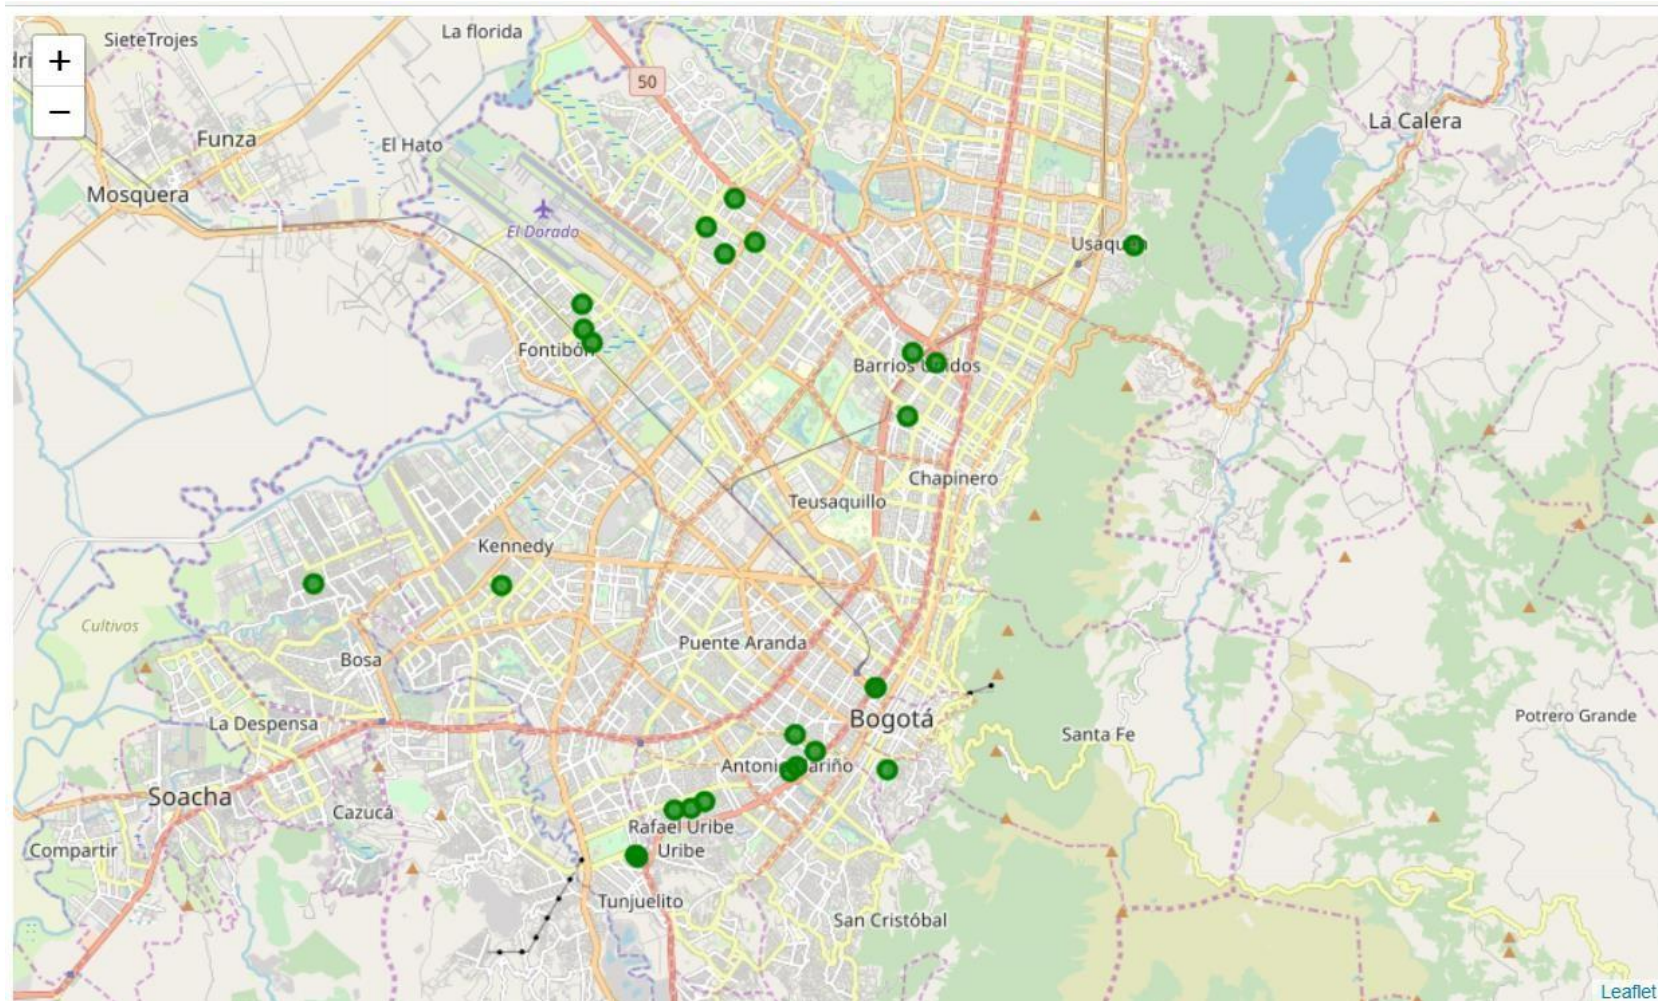 SieteTrojes
La florida
+
−
50
Funza
El Hato
La Calera
Mosquera
El Dorado
Fontibón
Barrios
Chapinero
Teusaquillo
Kennedy
Cultivos
Puente Aranda
Bosa
La Despensa
Bogotá
Potrero Grande
Santa Fe
Soacha
Cazucá
Rafael Uribe
Uribe
Compartir
Tunjuelito
San Cristóbal
Leaflet